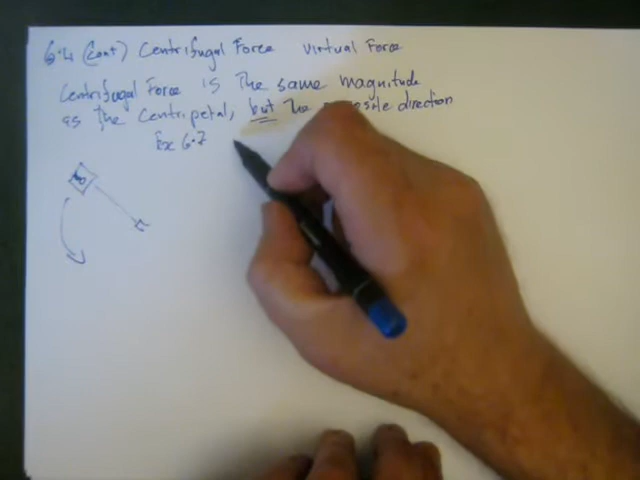 6.4 (cont) Centrifugal Force virtual Force
Centrifugal Force is the same magnitude
as the Centripetal, but the direction
Ex 6.7
m